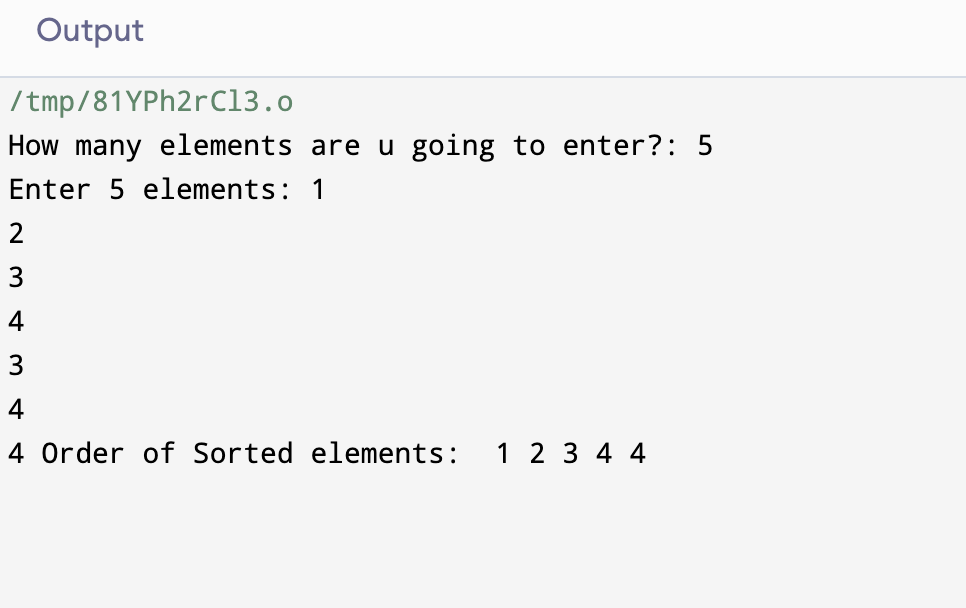 Output
/tmp/81YPh2rCl3.o
How many elements are u going to enter?: 5
Enter 5 elements: 1
2
3
4
3
4
4 Order of Sorted elements:  1 2 3 4 4